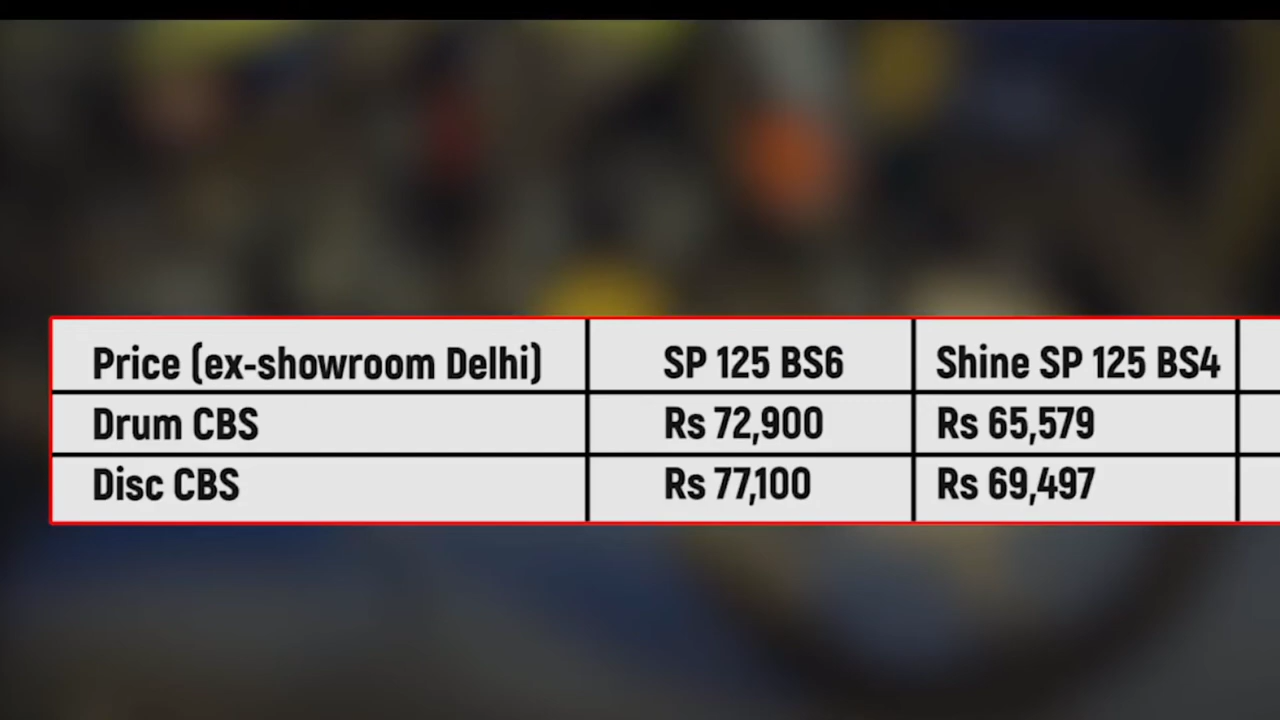 Price (ex-showroom Delhi) SP 125 BS6 Shine SP 125 BS4
Drum CBS Rs 72,900 Rs 65,579
Disc CBS Rs 77,100 Rs 69,497